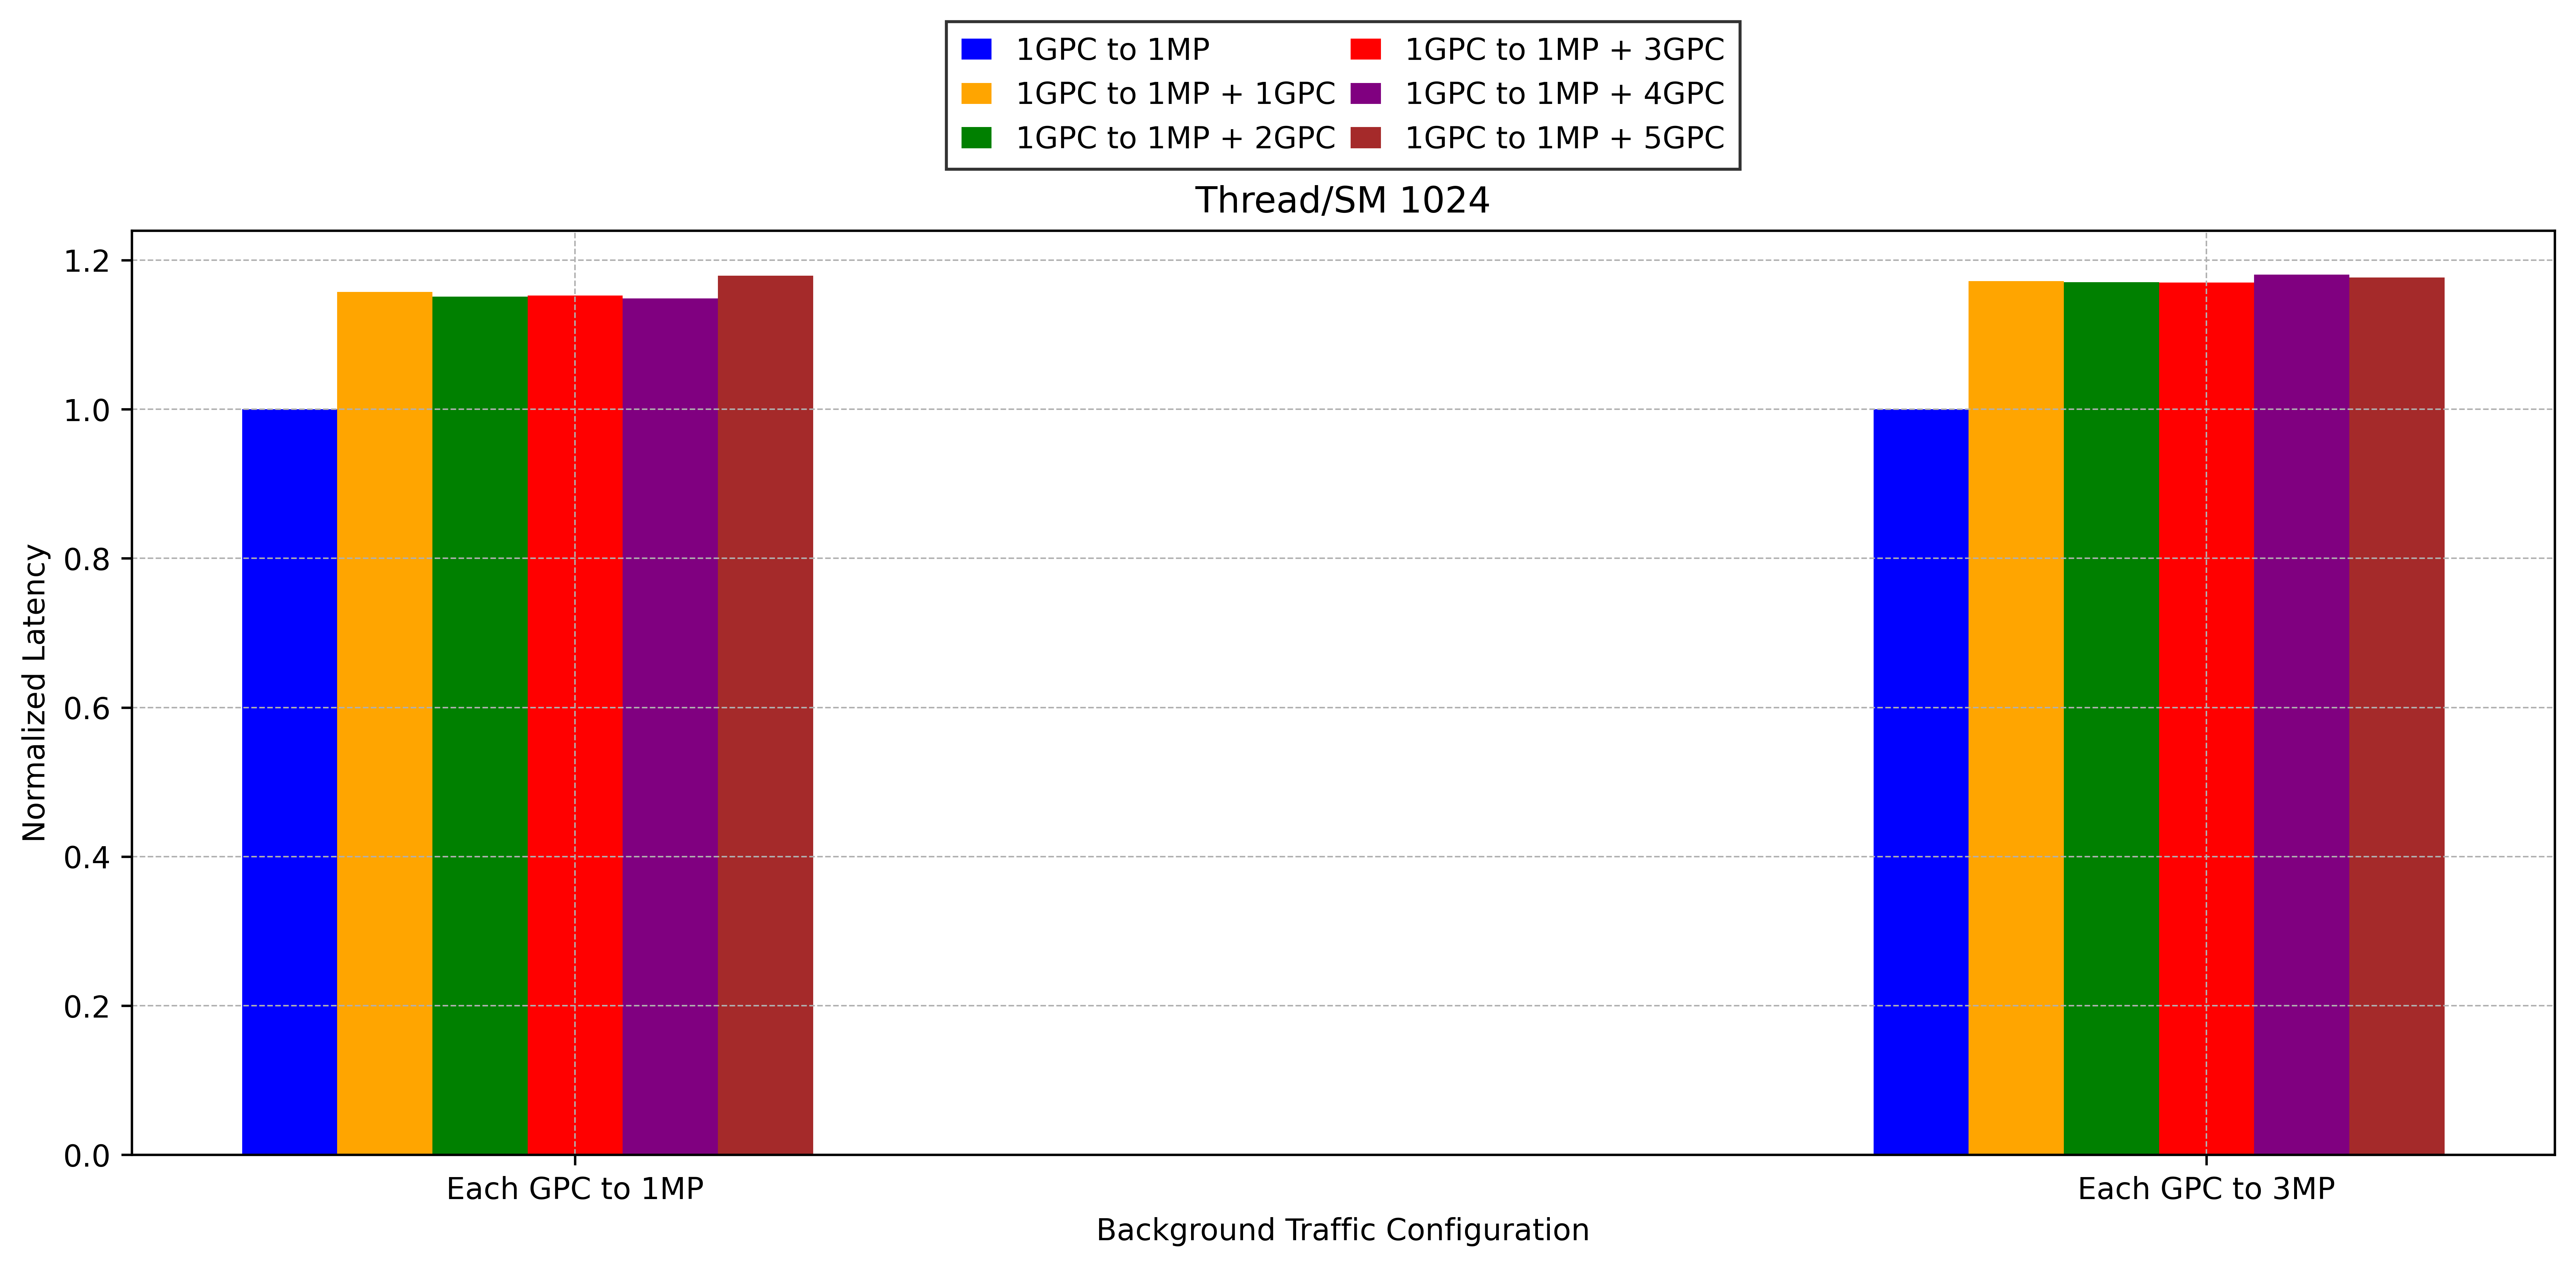 1GPC to 1MP
1GPC to 1MP + 1GPC
1GPC to 1MP + 2GPC
1GPC to 1MP + 3GPC
1GPC to 1MP + 4GPC
1GPC to 1MP + 5GPC
Thread/SM 1024
Normalized Latency
1.2
1.0
0.8
0.6
0.4
0.2
0.0
Each GPC to 1MP
Each GPC to 3MP
Background Traffic Configuration